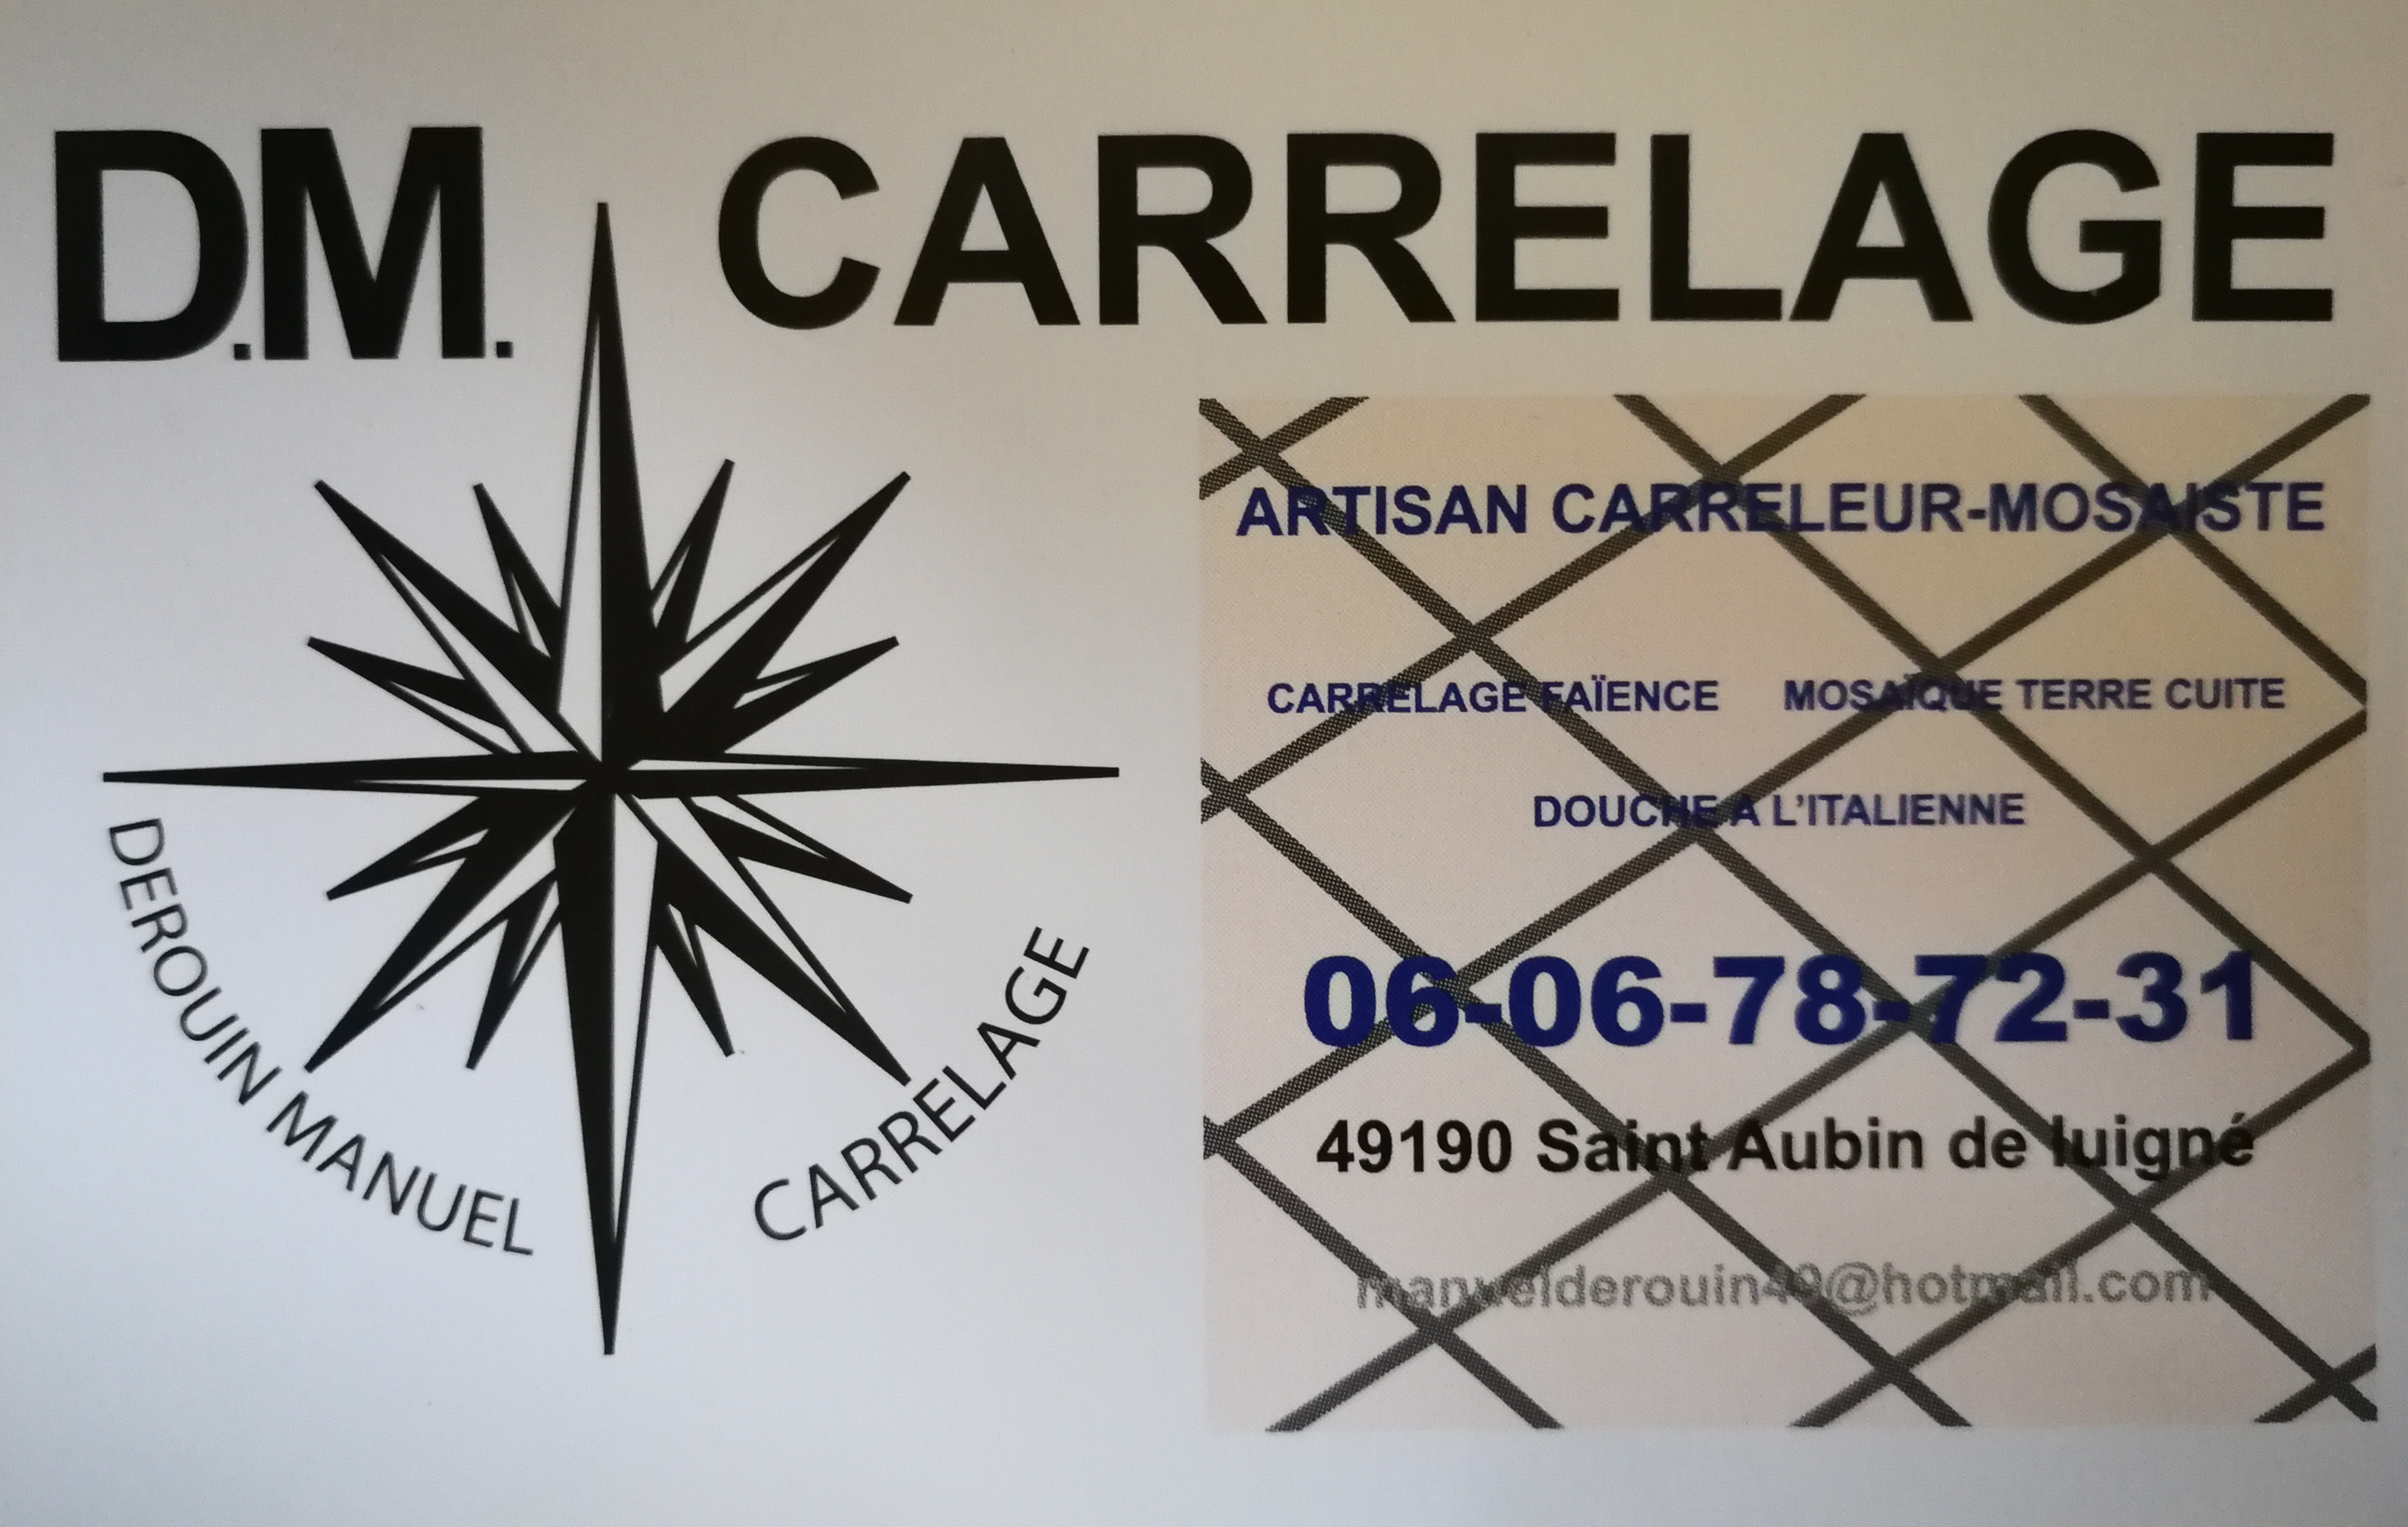 D.M. CARRELAGE
DEROUIN MANUEL CARRELAGE
ARTISAN CARRELEUR-MOSAISTE
CARRELAGE FAÏENCE MOSAÏQUE TERRE CUITE
DOUCHE A L'ITALIENNE
06-06-78-72-31
49190 Saint Aubin de luigné
manuelderouin49@hotmail.com